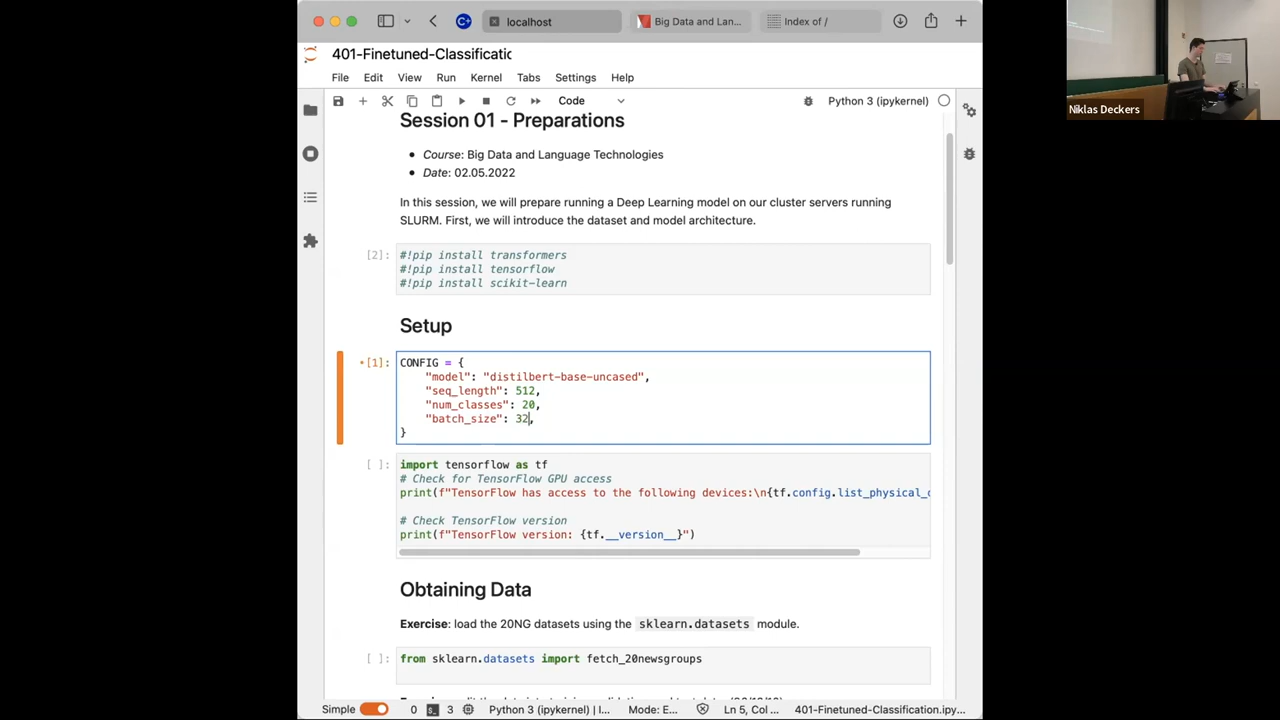 localhost
Big Data and Lan...
Index of /
401-Finetuned-Classificatic
File Edit View Run Kernel Tabs Settings Help
Code
Python 3 (ipykernel)
Session 01 - Preparations
Course: Big Data and Language Technologies
Date: 02.05.2022
In this session, we will prepare running a Deep Learning model on our cluster servers running
SLURM. First, we will introduce the dataset and model architecture.
[2]:
#!pip install transformers
#!pip install tensorflow
#!pip install scikit-learn
Setup
[1]:
CONFIG = {
"model": "distilbert-base-uncased",
"seq_length": 512,
"num_classes": 20,
"batch_size": 32,
}
[ ]:
import tensorflow as tf
# Check for TensorFlow GPU access
print(f"TensorFlow has access to the following devices:\n{tf.config.list_physical_d
# Check TensorFlow version
print(f"TensorFlow version: {tf.__version__}")
Obtaining Data
Exercise: load the 20NG datasets using the sklearn.datasets module.
[ ]:
from sklearn.datasets import fetch_20newsgroups
Simple 0 3 Python 3 (ipykernel) | I... Mode: E... Ln 5, Col ... 401-Finetuned-Classification.ipy...
Niklas Deckers